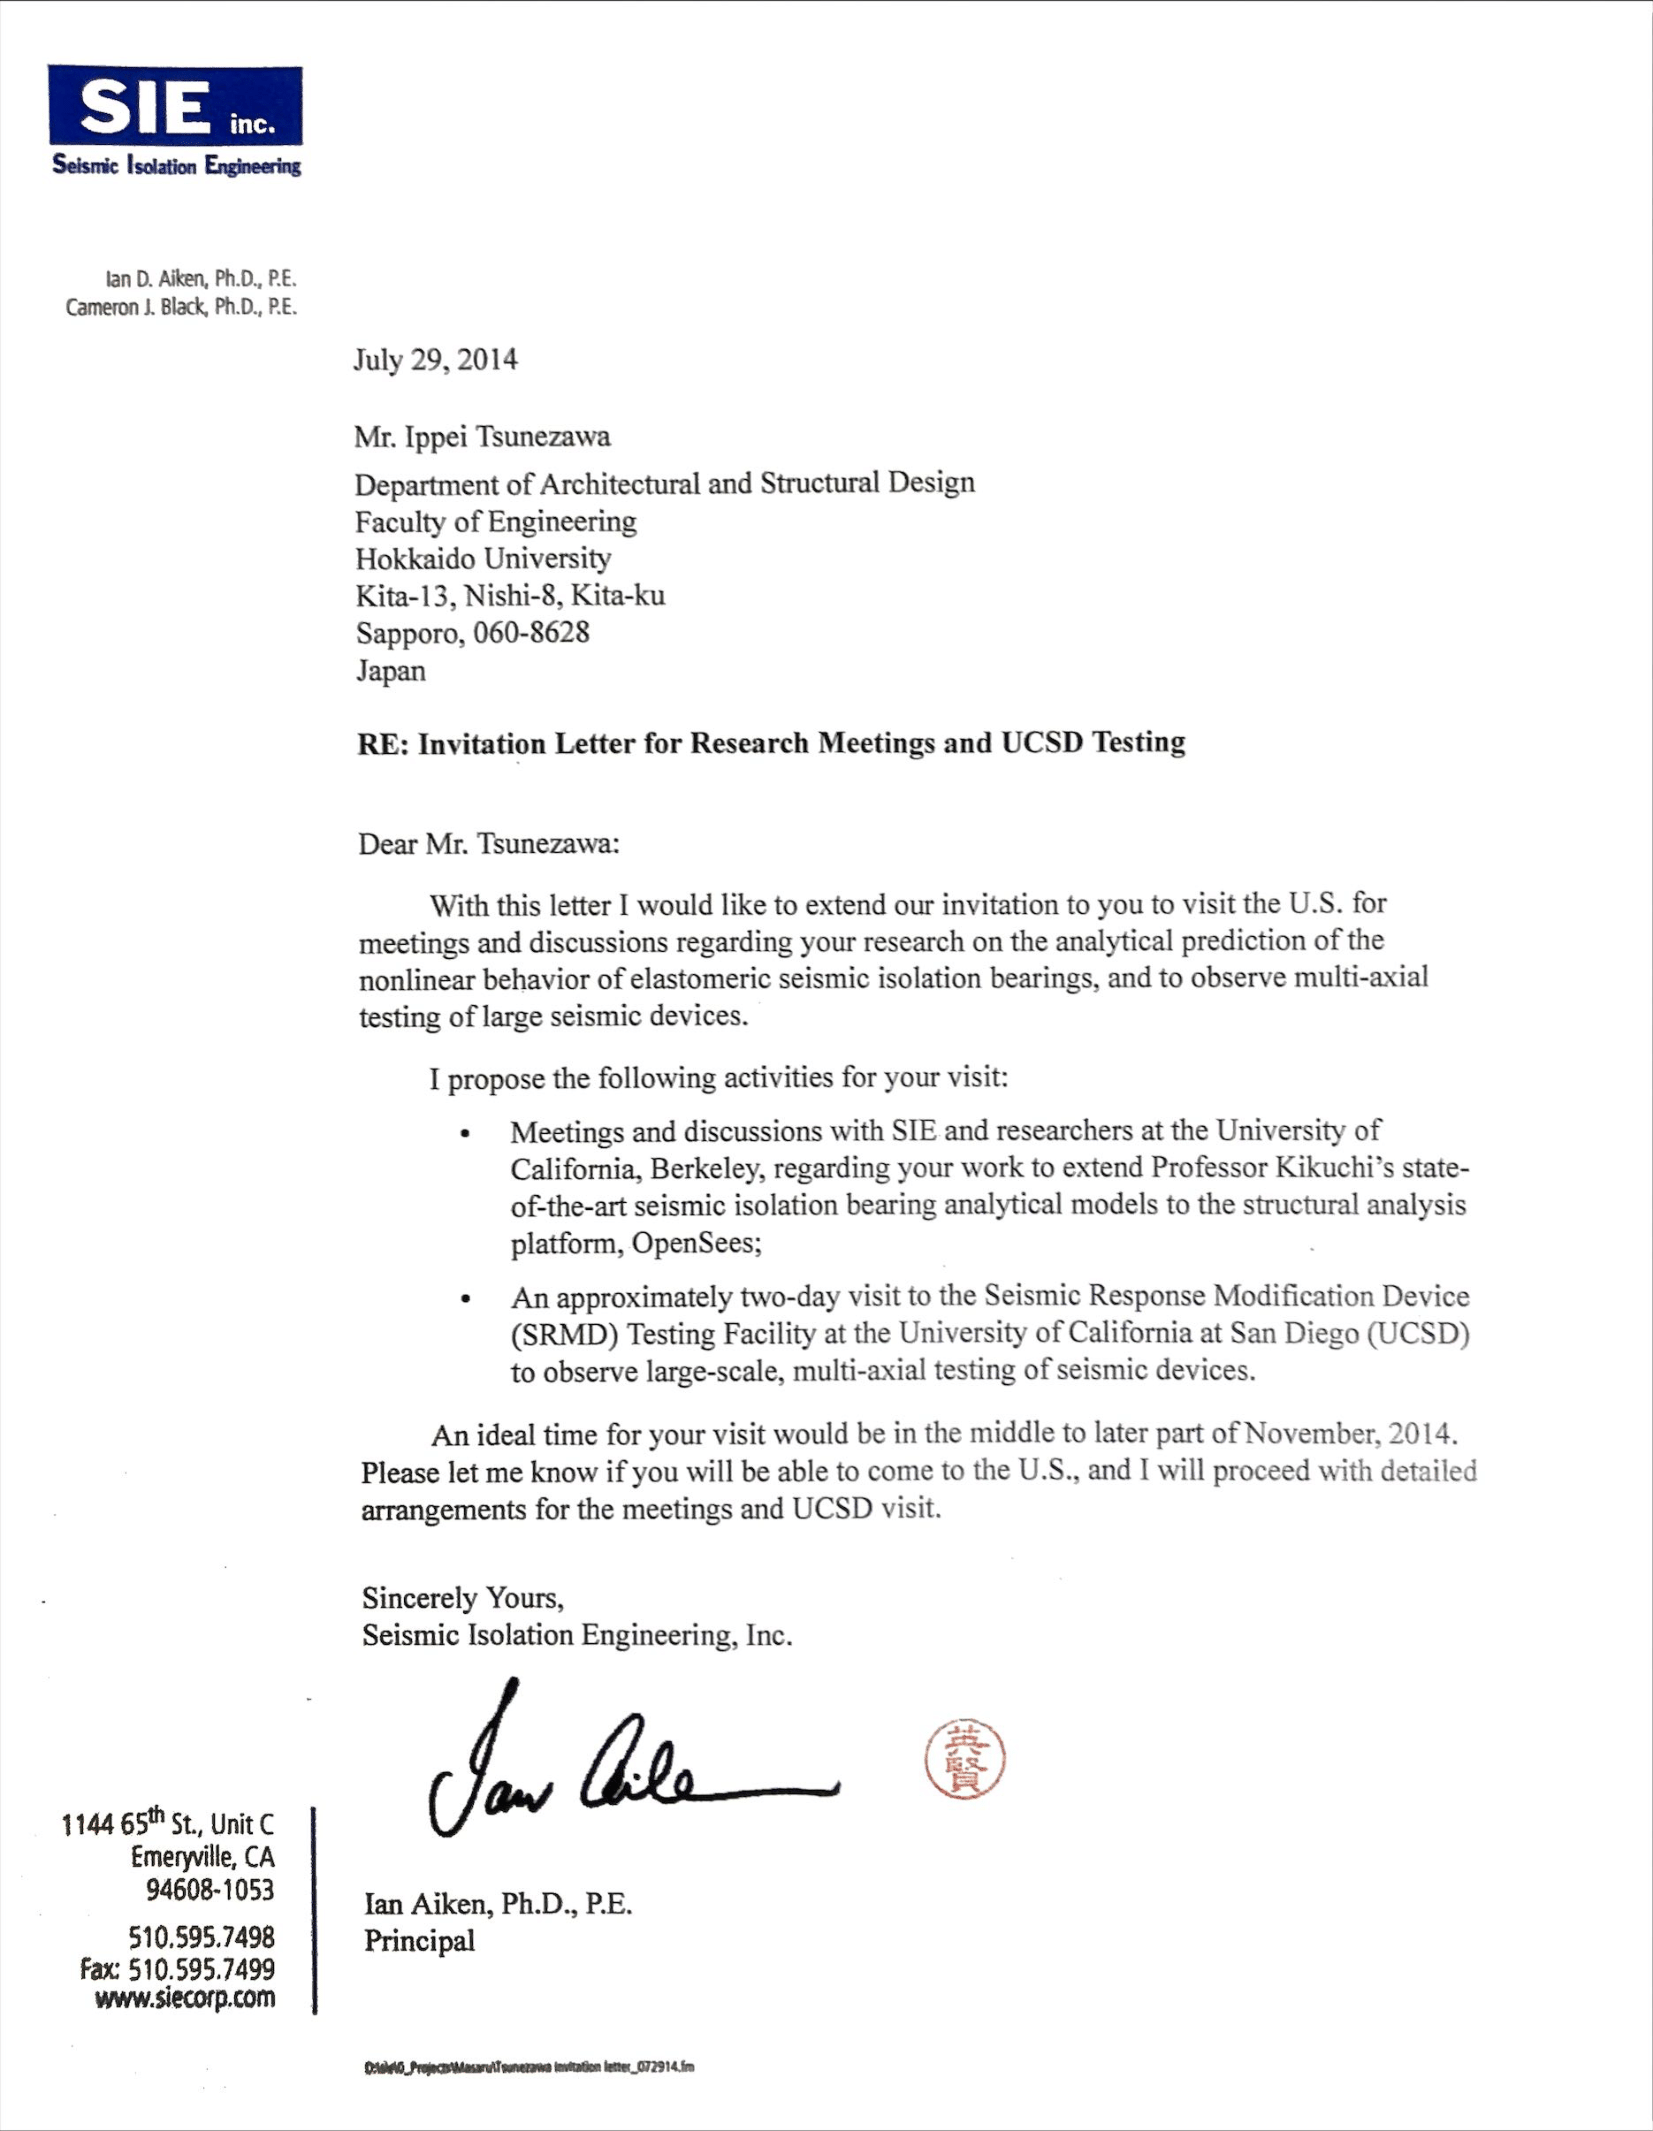 SIE inc.
Seismic Isolation Engineering
Ian D. Aiken, Ph.D., P.E.
Cameron J. Black, Ph.D., P.E.
July 29, 2014
Mr. Ippei Tsunezawa
Department of Architectural and Structural Design
Faculty of Engineering
Hokkaido University
Kita-13, Nishi-8, Kita-ku
Sapporo, 060-8628
Japan
RE: Invitation Letter for Research Meetings and UCSD Testing
Dear Mr. Tsunezawa:
With this letter I would like to extend our invitation to you to visit the U.S. for
meetings and discussions regarding your research on the analytical prediction of the
nonlinear behavior of elastomeric seismic isolation bearings, and to observe multi-axial
testing of large seismic devices.
I propose the following activities for your visit:
• Meetings and discussions with SIE and researchers at the University of
California, Berkeley, regarding your work to extend Professor Kikuchi's state-
of-the-art seismic isolation bearing analytical models to the structural analysis
platform, OpenSees;
• An approximately two-day visit to the Seismic Response Modification Device
(SRMD) Testing Facility at the University of California at San Diego (UCSD)
to observe large-scale, multi-axial testing of seismic devices.
An ideal time for your visit would be in the middle to later part of November, 2014.
Please let me know if you will be able to come to the U.S., and I will proceed with detailed
arrangements for the meetings and UCSD visit.
Sincerely Yours,
Seismic Isolation Engineering, Inc.
Ian Aiken
英賢
Ian Aiken, Ph.D., P.E.
Principal
1144 65th St., Unit C
Emeryville, CA
94608-1053
510.595.7498
Fax: 510.595.7499
www.siecorp.com
Tsunezawa invitation letter_072914.fm